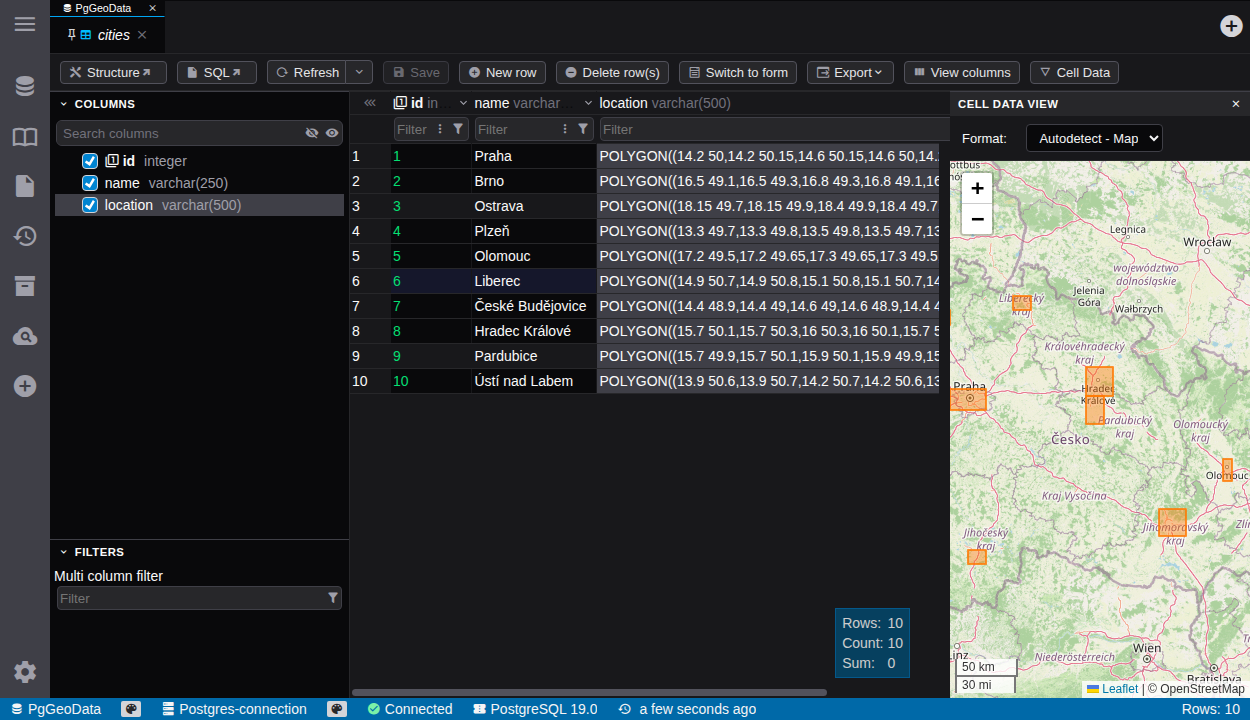 PgGeoData
cities
Structure SQL Refresh Save New row Delete row(s) Switch to form Export View columns Cell Data
COLUMNS
Search columns
id integer
name varchar(250)
location varchar(500)
FILTERS
Multi column filter
Filter
id in name varchar... location varchar(500)
Filter Filter Filter
1 1 Praha POLYGON((14.2 50,14.2 50.15,14.6 50.15,14.6 50,14.
2 2 Brno POLYGON((16.5 49.1,16.5 49.3,16.8 49.3,16.8 49.1,16
3 3 Ostrava POLYGON((18.15 49.7,18.15 49.9,18.4 49.9,18.4 49.7
4 4 Plzeň POLYGON((13.3 49.7,13.3 49.8,13.5 49.8,13.5 49.7,13
5 5 Olomouc POLYGON((17.2 49.5,17.2 49.65,17.3 49.65,17.3 49.5
6 6 Liberec POLYGON((14.9 50.7,14.9 50.8,15.1 50.8,15.1 50.7,14
7 7 České Budějovice POLYGON((14.4 48.9,14.4 49,14.6 49,14.6 48.9,14.4 4
8 8 Hradec Králové POLYGON((15.7 50.1,15.7 50.3,16 50.3,16 50.1,15.7 5
9 9 Pardubice POLYGON((15.7 49.9,15.7 50.1,15.9 50.1,15.9 49.9,15
10 10 Ústí nad Labem POLYGON((13.9 50.6,13.9 50.7,14.2 50.7,14.2 50.6,13
Rows: 10
Count: 10
Sum: 0
CELL DATA VIEW
Format: Autodetect - Map
+
−
Legnica
Wrocław
województwo
dolnośląskie
Jelenia
Góra
Wałbrzych
Liberecký
kraj
Královéhradecký
kraj
Praha
Hradec
Králové
Pardubický
kraj
Olomoucký
kraj
Česko
Olomouc
Kraj Vysočina
Jihomoravský
kraj
Zlín
Jihočeský
kraj
Linz
Niederösterreich
Wien
Bratislava
50 km
30 mi
Leaflet | © OpenStreetMap
PgGeoData Postgres-connection Connected PostgreSQL 19.0 a few seconds ago Rows: 10